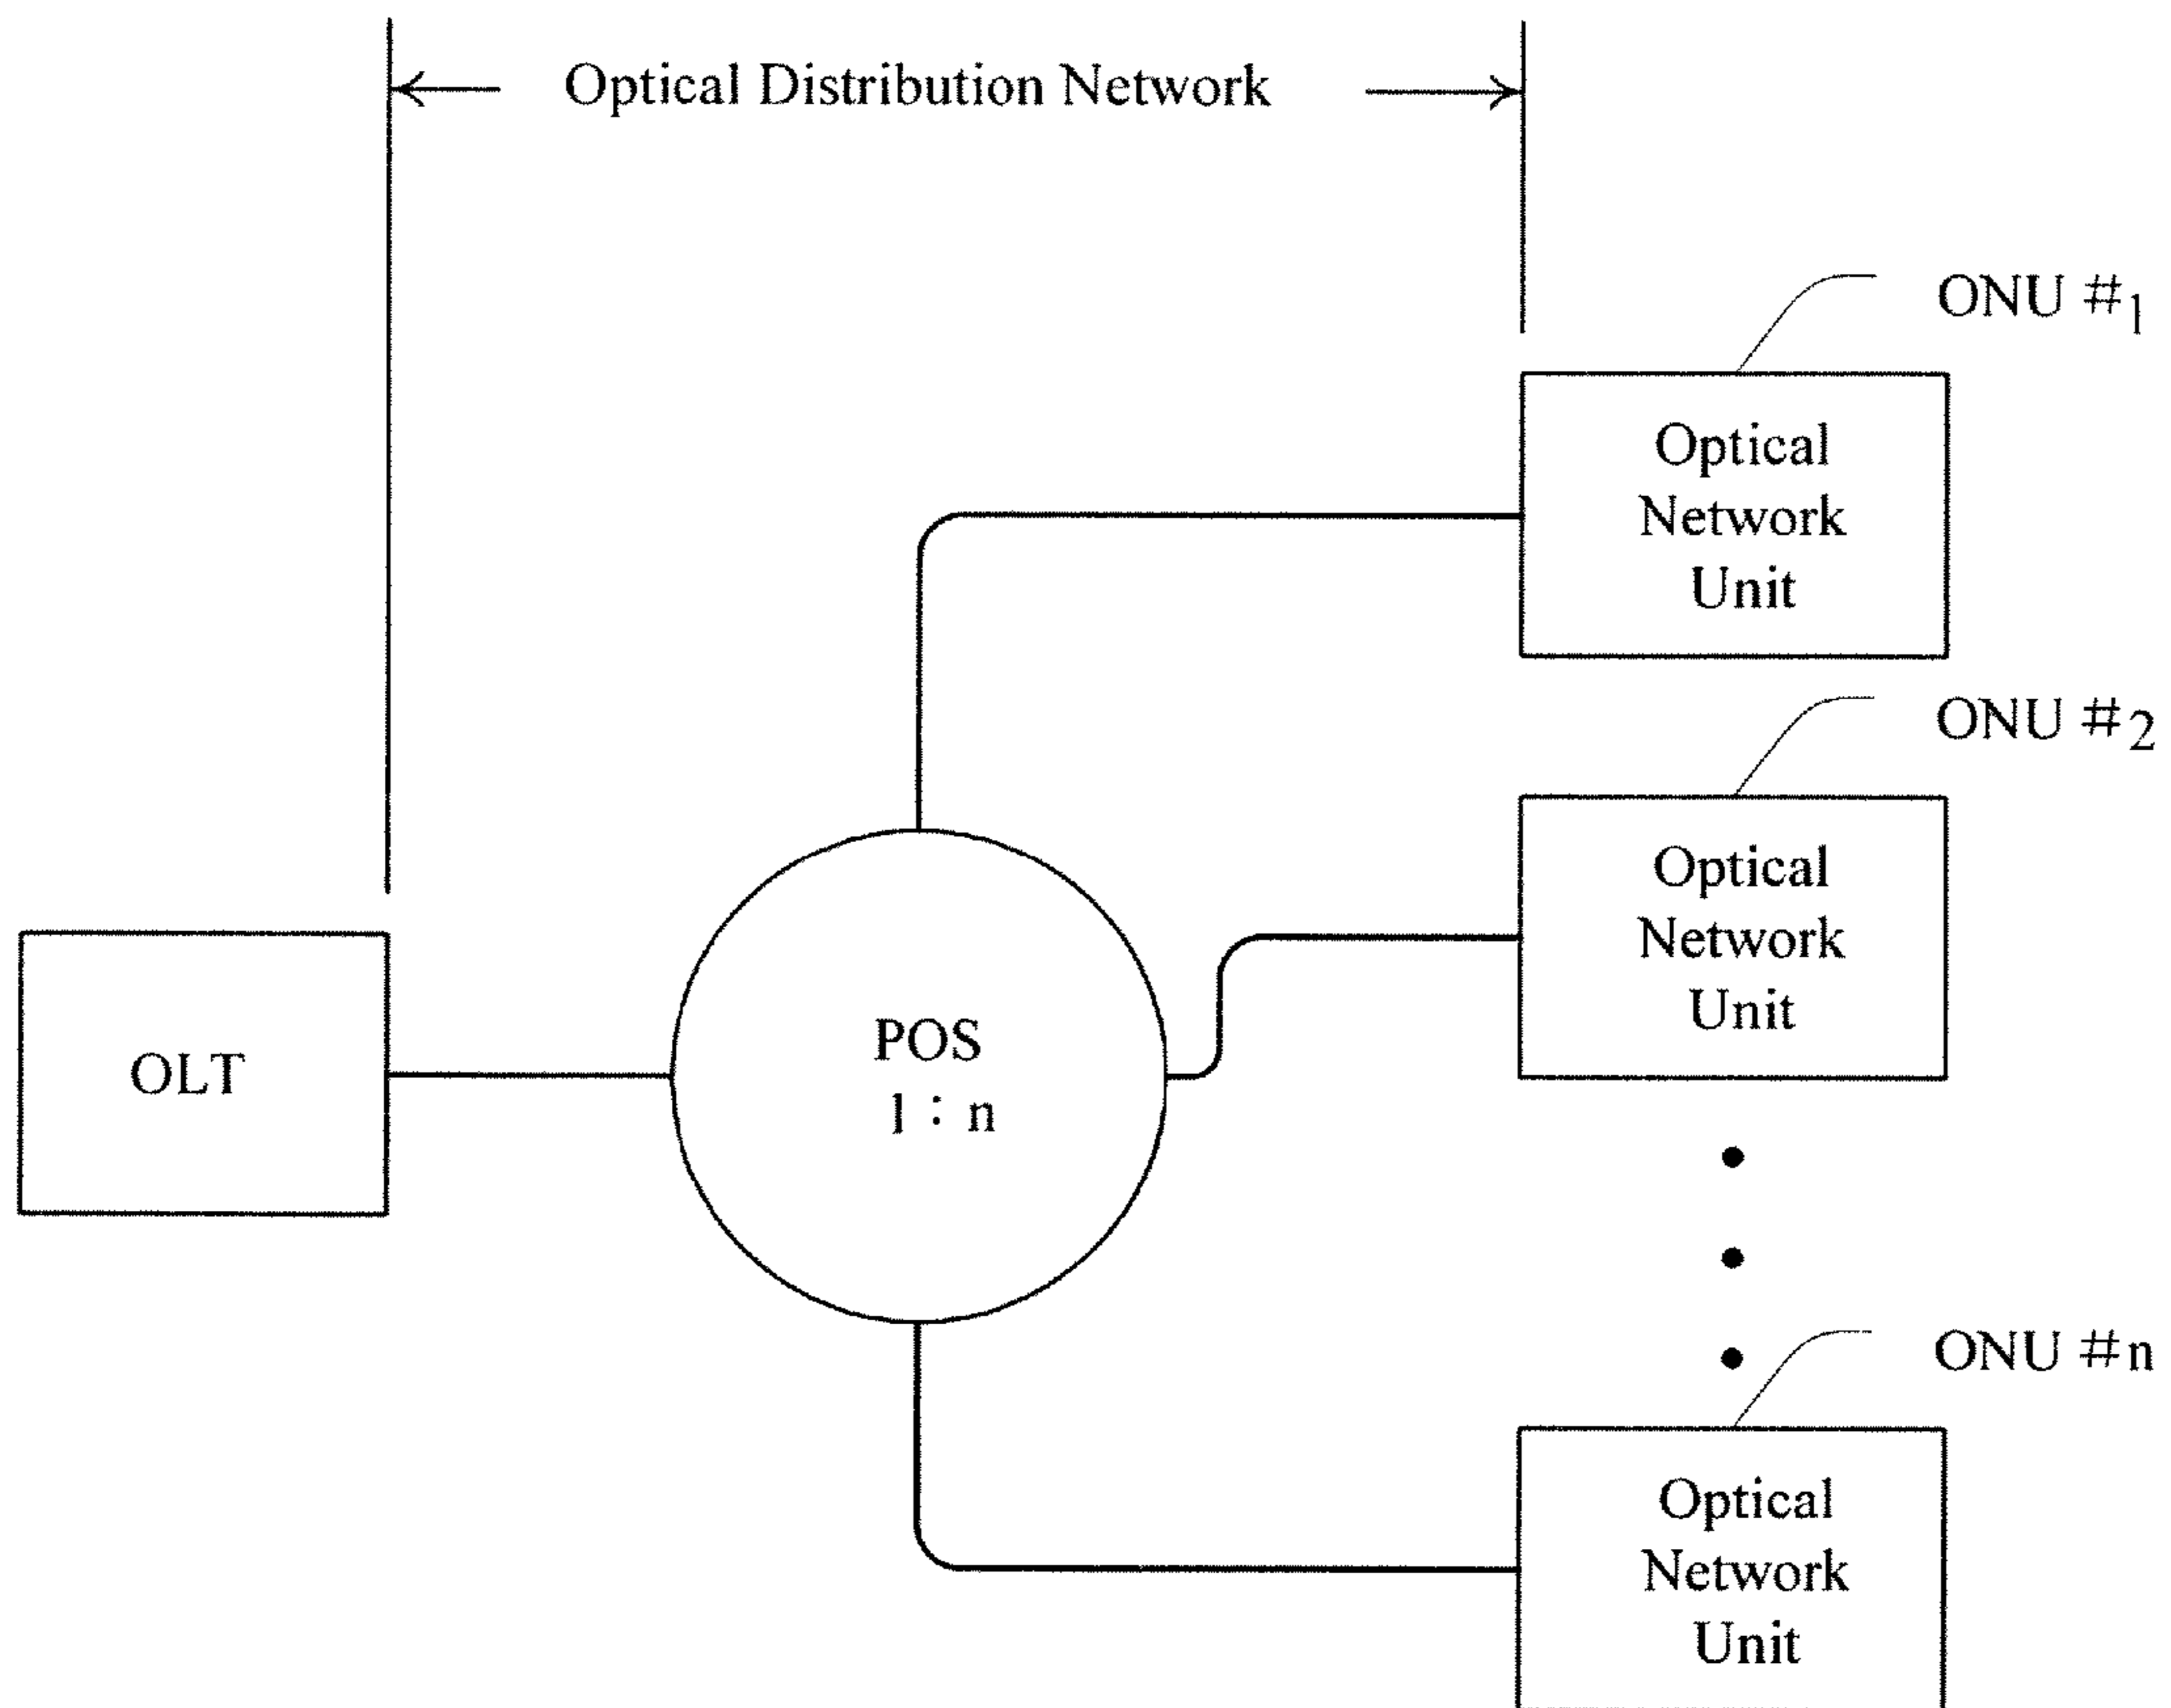 Optical Distribution Network
ONU #1
Optical
Network
Unit
ONU #2
Optical
Network
Unit
OLT
POS
1 : n
ONU #n
Optical
Network
Unit